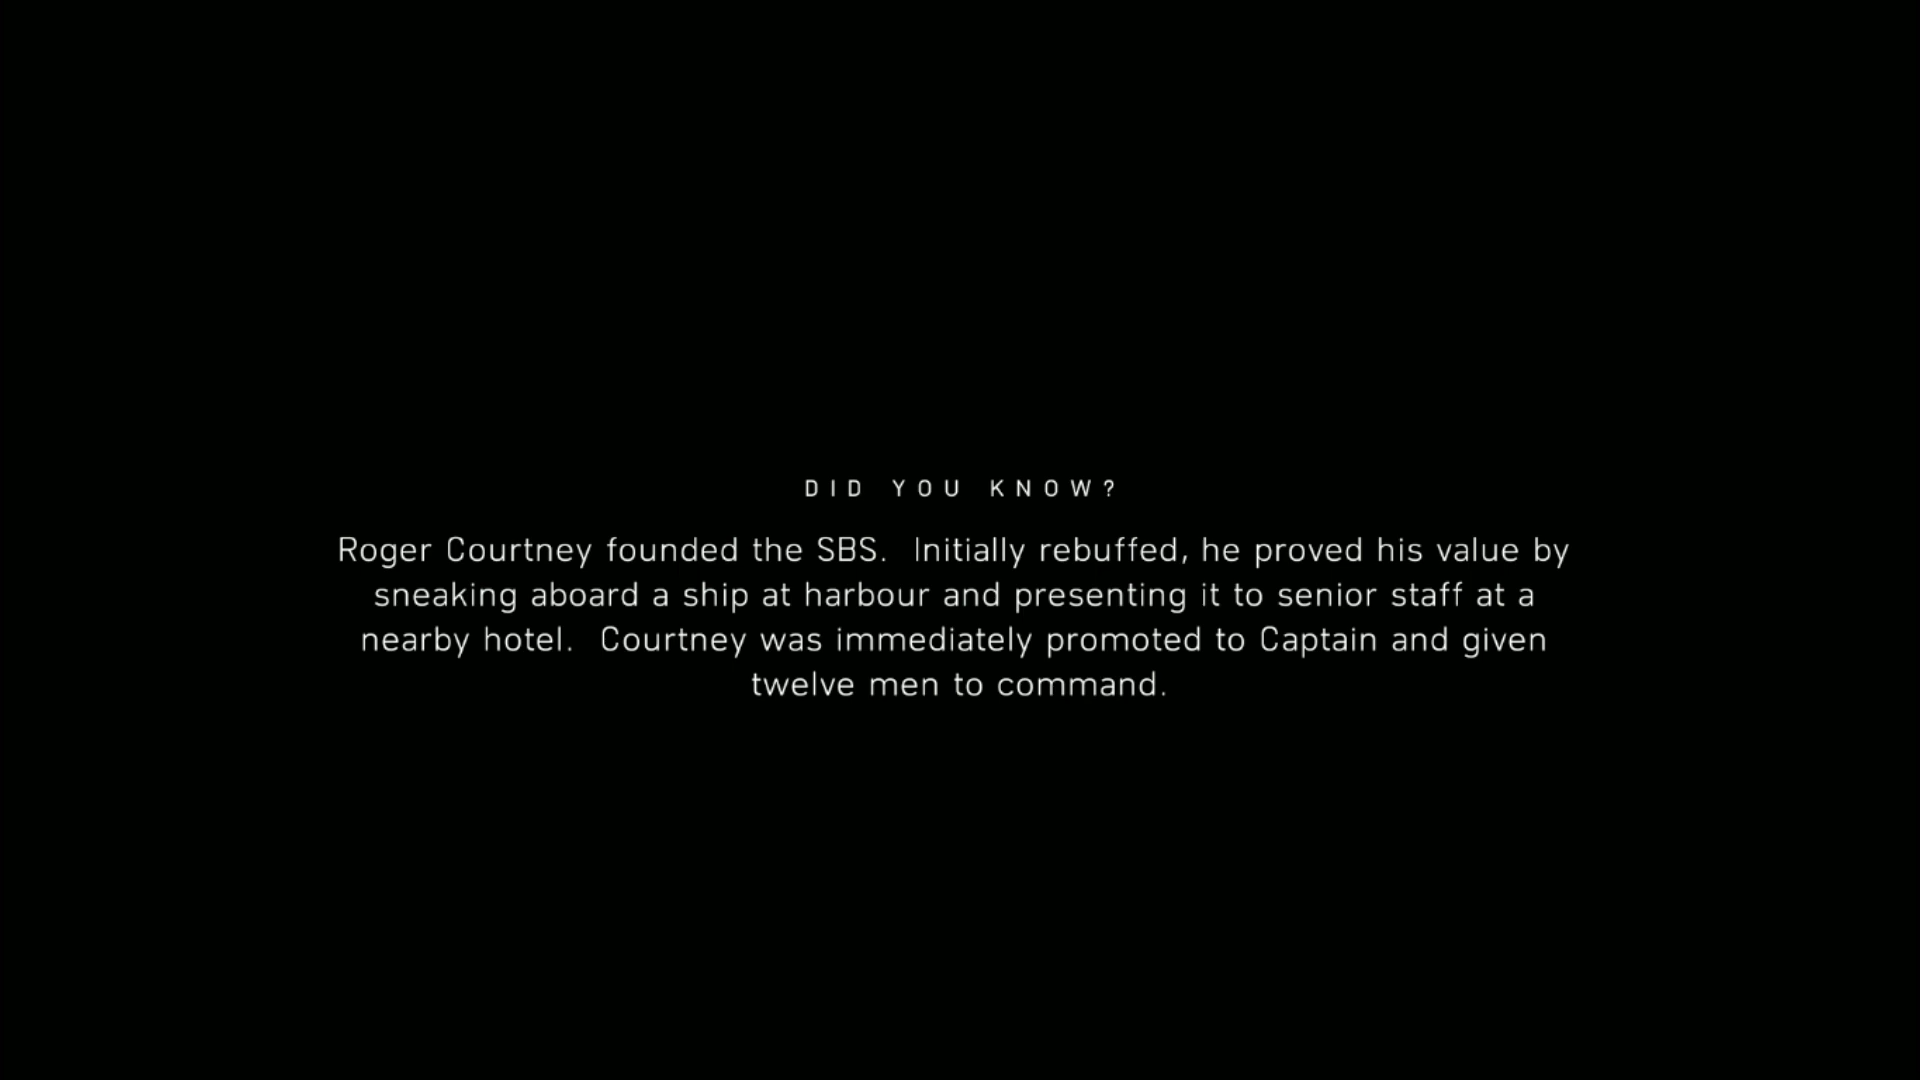 DID YOU KNOW?
Roger Courtney founded the SBS.  Initially rebuffed, he proved his value by
sneaking aboard a ship at harbour and presenting it to senior staff at a
nearby hotel.  Courtney was immediately promoted to Captain and given
twelve men to command.